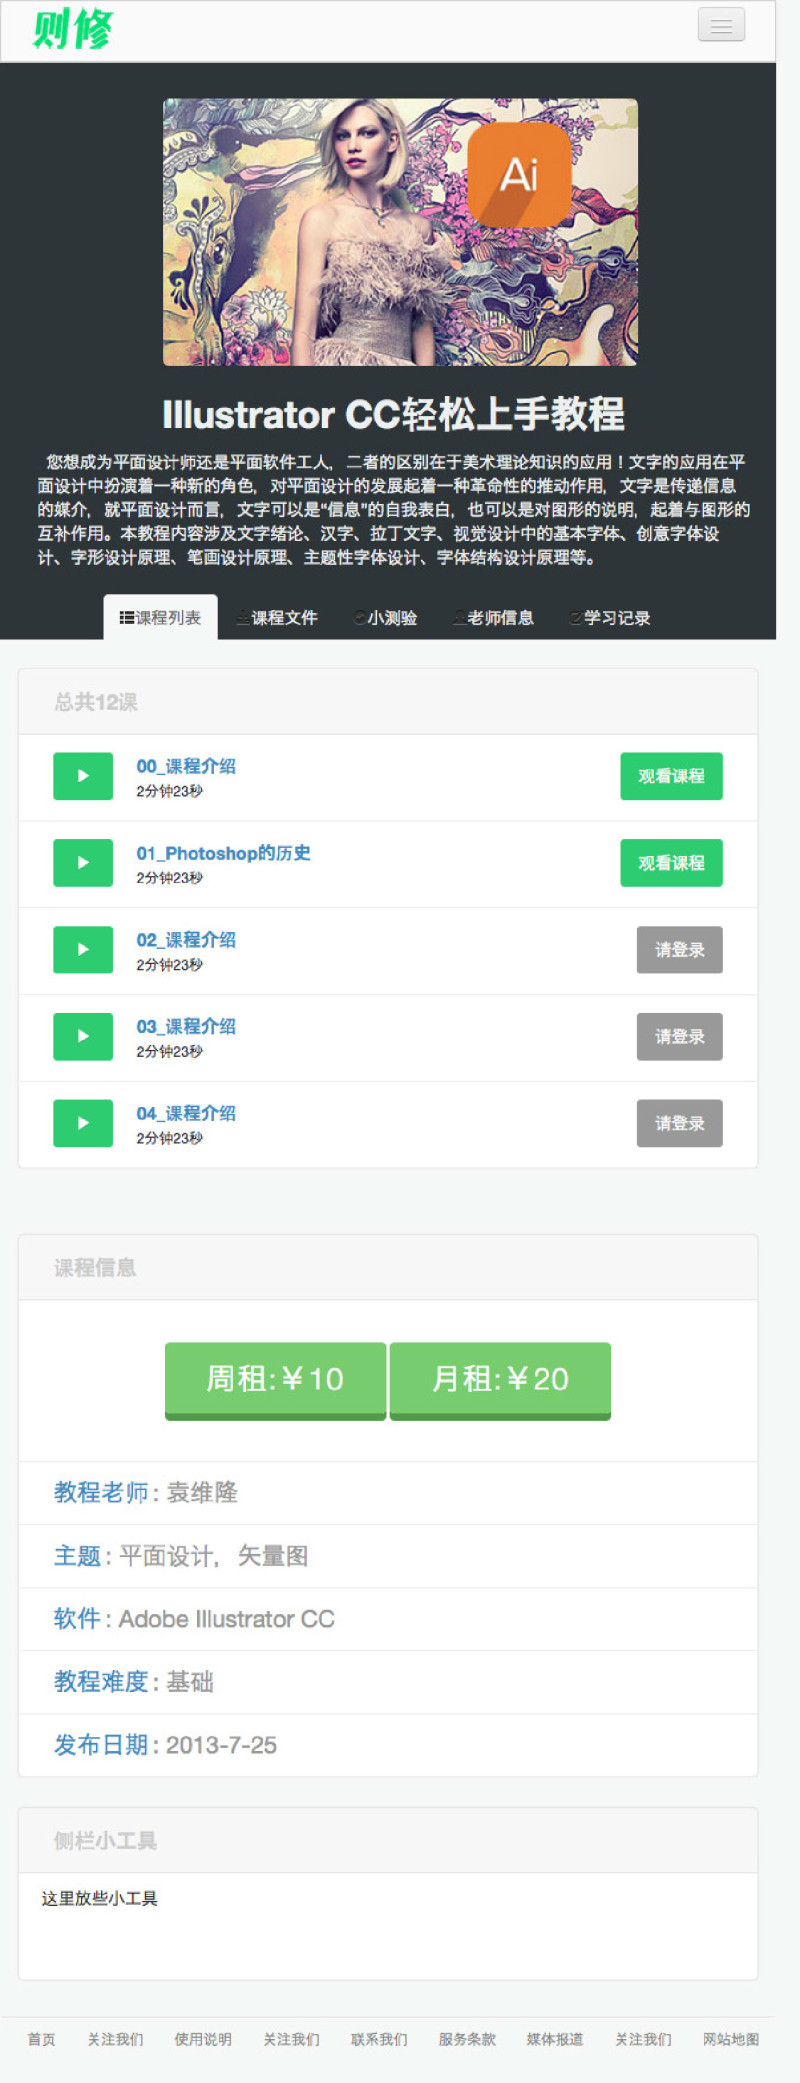 则修
Ai
Illustrator CC轻松上手教程
您想成为平面设计师还是平面软件工人，二者的区别在于美术理论知识的应用！文字的应用在平
面设计中扮演着一种新的角色，对平面设计的发展起着一种革命性的推动作用，文字是传递信息
的媒介，就平面设计而言，文字可以是“信息”的自我表白，也可以是对图形的说明，起着与图形的
互补作用。本教程内容涉及文字绪论、汉字、拉丁文字、视觉设计中的基本字体、创意字体设
计、字形设计原理、笔画设计原理、主题性字体设计、字体结构设计原理等。
课程列表 课程文件 小测验 老师信息 学习记录
总共12课
00_课程介绍
2分钟23秒
观看课程
01_Photoshop的历史
2分钟23秒
观看课程
02_课程介绍
2分钟23秒
请登录
03_课程介绍
2分钟23秒
请登录
04_课程介绍
2分钟23秒
请登录
课程信息
周租:￥10 月租:￥20
教程老师 : 袁维隆
主题 : 平面设计，矢量图
软件 : Adobe Illustrator CC
教程难度 : 基础
发布日期 : 2013-7-25
侧栏小工具
这里放些小工具
首页 关注我们 使用说明 关注我们 联系我们 服务条款 媒体报道 关注我们 网站地图